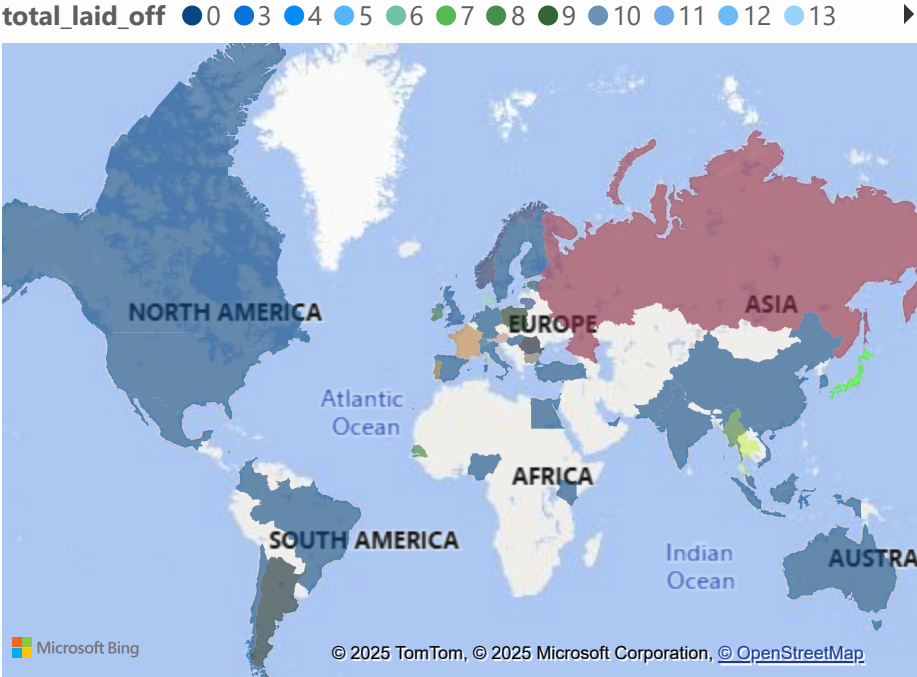 total_laid_off 0 3 4 5 6 7 8 9 10 11 12 13
NORTH AMERICA
EUROPE
ASIA
Atlantic
Ocean
AFRICA
SOUTH AMERICA
Indian
Ocean
AUSTRA
Microsoft Bing
© 2025 TomTom, © 2025 Microsoft Corporation, © OpenStreetMap